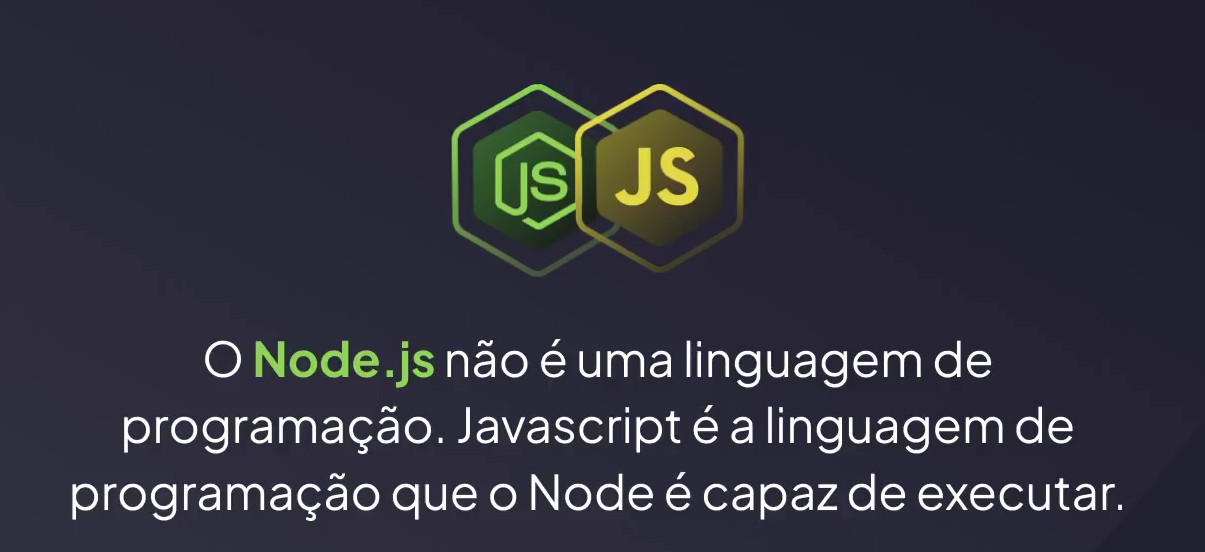 JS JS
O Node.js não é uma linguagem de
programação. Javascript é a linguagem de
programação que o Node é capaz de executar.